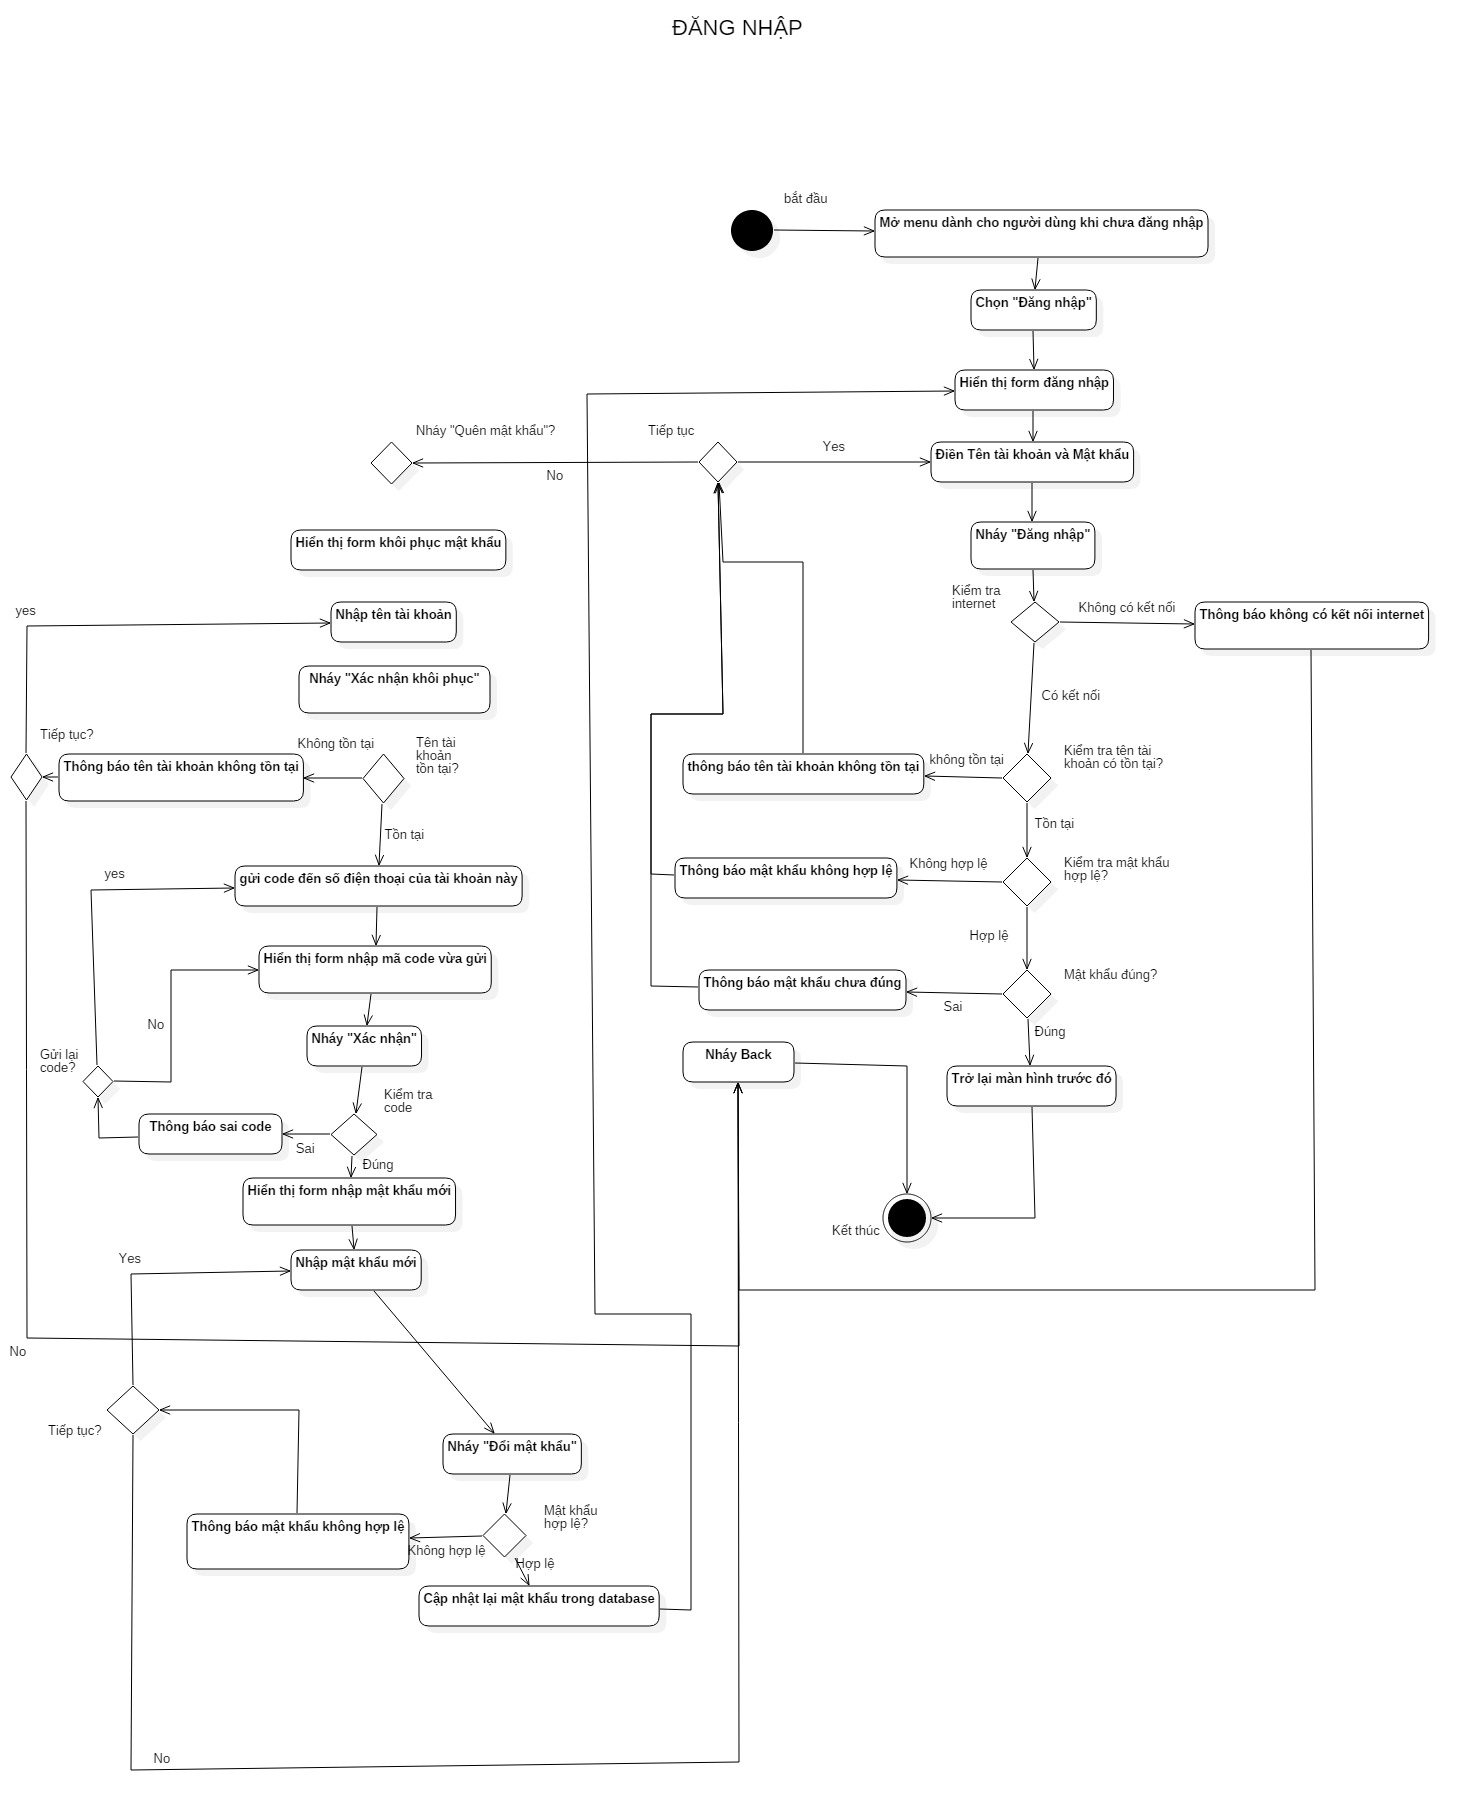 ĐĂNG NHẬP
bắt đầu
Mở menu dành cho người dùng khi chưa đăng nhập
Chọn "Đăng nhập"
Hiển thị form đăng nhập
Nháy "Quên mật khẩu"?
Tiếp tục
Yes
No
Điền Tên tài khoản và Mật khẩu
Nháy "Đăng nhập"
Hiển thị form khôi phục mật khẩu
Kiểm tra
internet
Không có kết nối
Thông báo không có kết nối internet
yes
Nhập tên tài khoản
Nháy "Xác nhận khôi phục"
Có kết nối
Tiếp tục?
Thông báo tên tài khoản không tồn tại
Không tồn tại
Tên tài
khoản
tồn tại?
thông báo tên tài khoản không tồn tại
không tồn tại
Kiểm tra tên tài
khoản có tồn tại?
Tồn tại
Tồn tại
yes
gửi code đến số điện thoại của tài khoản này
Thông báo mật khẩu không hợp lệ
Không hợp lệ
Kiểm tra mật khẩu
hợp lệ?
Hợp lệ
Hiển thị form nhập mã code vừa gửi
Thông báo mật khẩu chưa đúng
Sai
Mật khẩu đúng?
Đúng
No
Nháy "Xác nhận"
Gửi lại
code?
Nháy Back
Trở lại màn hình trước đó
Kiểm tra
code
Thông báo sai code
Sai
Đúng
Hiển thị form nhập mật khẩu mới
Kết thúc
Yes
Nhập mật khẩu mới
No
Tiếp tục?
Nháy "Đổi mật khẩu"
Thông báo mật khẩu không hợp lệ
Mật khẩu
hợp lệ?
Không hợp lệ
Hợp lệ
Cập nhật lại mật khẩu trong database
No